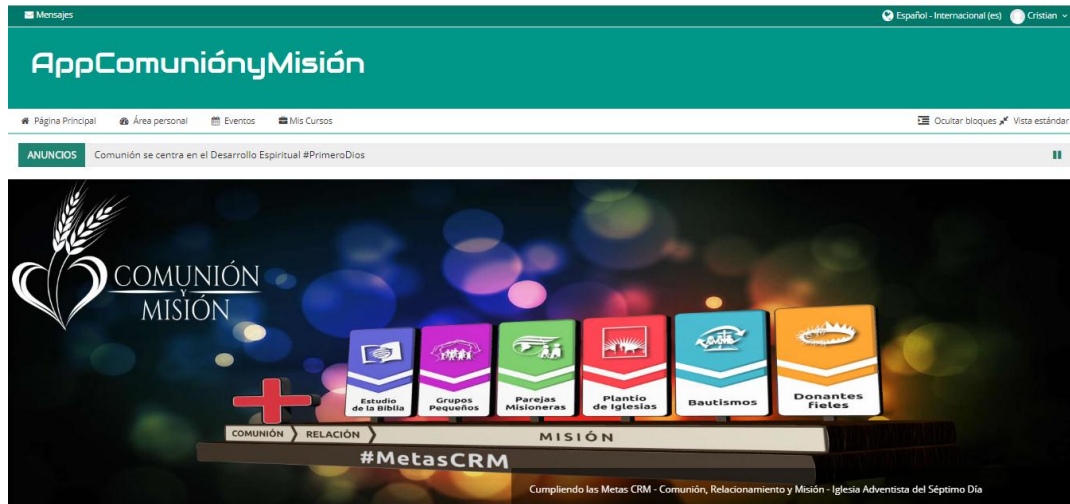 Mensajes
Español - Internacional (es) Cristian
AppComuniónyMisión
Página Principal Área personal Eventos Mis Cursos
Ocultar bloques Vista estándar
ANUNCIOS Comunión se centra en el Desarrollo Espiritual #PrimeroDios
COMUNIÓN
Y
MISIÓN
Estudio
de la Biblia
Grupos
Pequeños
Parejas
Misioneras
Plantío
de Iglesias
Bautismos
Donantes
fieles
COMUNIÓN RELACIÓN MISIÓN
#MetasCRM
Cumpliendo las Metas CRM - Comunión, Relacionamiento y Misión - Iglesia Adventista del Séptimo Día